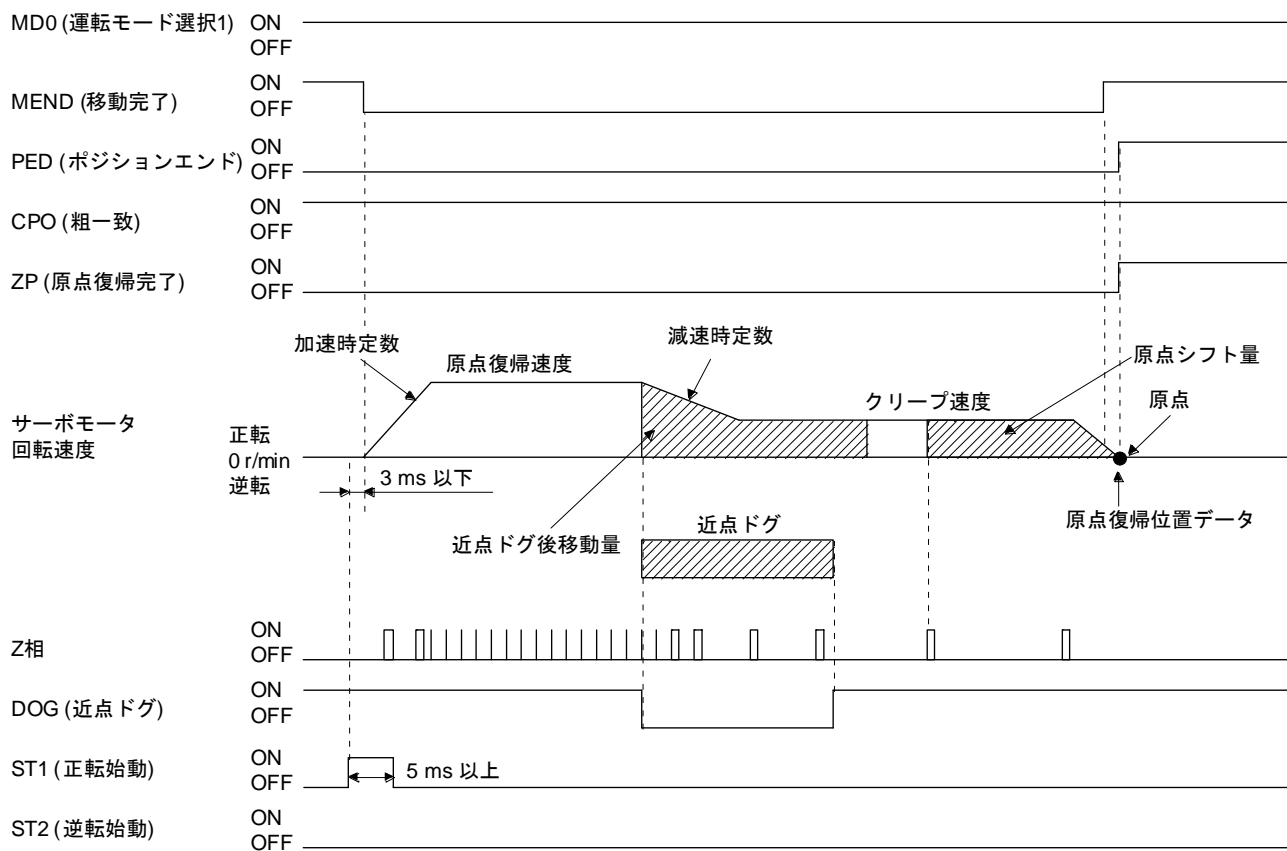 MD0 (運転モード選択1) ON
OFF
MEND (移動完了) ON
OFF
PED (ポジションエンド) ON
OFF
CPO (粗一致) ON
OFF
ZP (原点復帰完了) ON
OFF
加速時定数
原点復帰速度
減速時定数
クリープ速度
原点シフト量
原点
サーボモータ
回転速度
正転
0 r/min
逆転
3 ms 以下
近点ドグ後移動量
近点ドグ
原点復帰位置データ
Z相 ON
OFF
DOG (近点ドグ) ON
OFF
ST1 (正転始動) ON
OFF
5 ms 以上
ST2 (逆転始動) ON
OFF